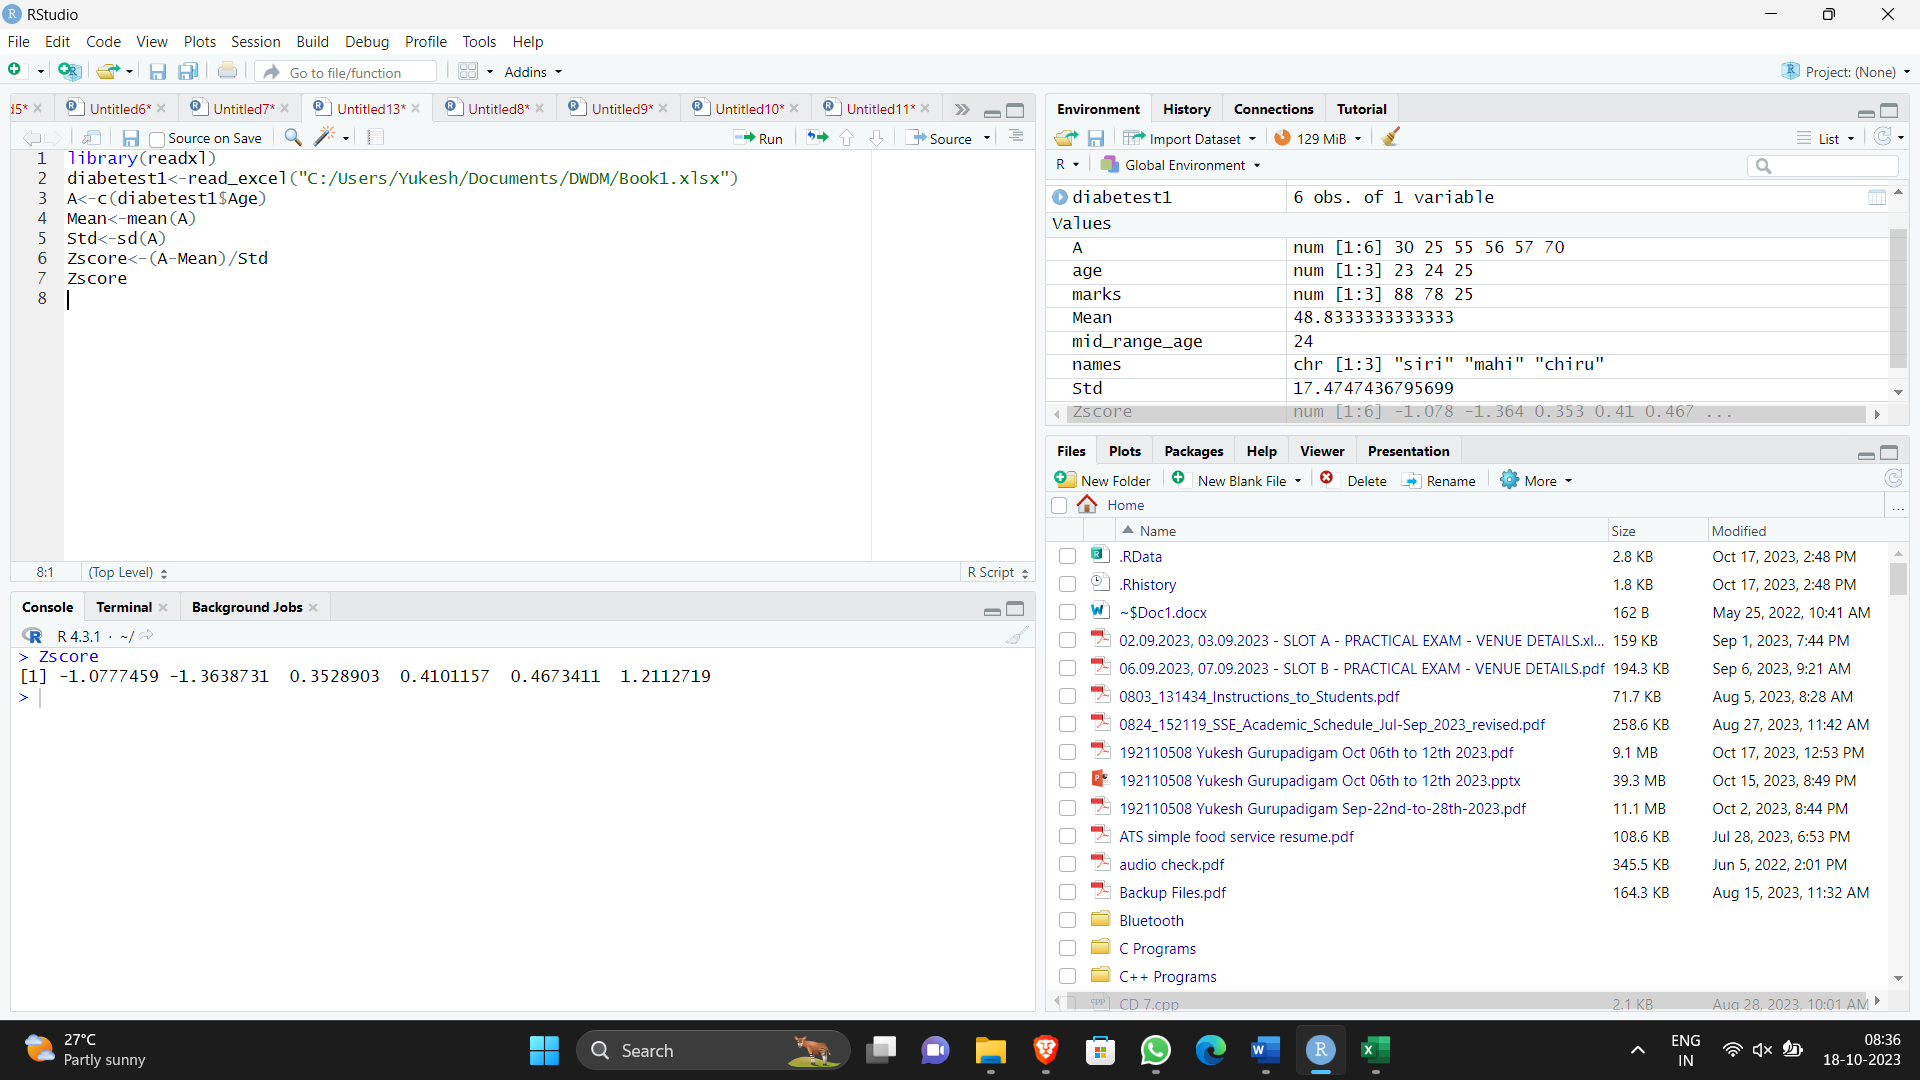 RStudio
File Edit Code View Plots Session Build Debug Profile Tools Help
Go to file/function Addins Project: (None)
d5* Untitled6* Untitled7* Untitled13* Untitled8* Untitled9* Untitled10* Untitled11*
Source on Save Run Source
1 library(readxl)
2 diabetest1<-read_excel("C:/Users/Yukesh/Documents/DWDM/Book1.xlsx")
3 A<-c(diabetest1$Age)
4 Mean<-mean(A)
5 Std<-sd(A)
6 Zscore<-(A-Mean)/Std
7 Zscore
8
8:1 (Top Level) R Script
Console Terminal Background Jobs
R 4.3.1 · ~/
> Zscore
[1] -1.0777459 -1.3638731 0.3528903 0.4101157 0.4673411 1.2112719
>
Environment History Connections Tutorial
Import Dataset 129 MiB List
R Global Environment
diabetest1 6 obs. of 1 variable
Values
A num [1:6] 30 25 55 56 57 70
age num [1:3] 23 24 25
marks num [1:3] 88 78 25
Mean 48.8333333333333
mid_range_age 24
names chr [1:3] "siri" "mahi" "chiru"
Std 17.4747436795699
Zscore num [1:6] -1.078 -1.364 0.353 0.41 0.467 ...
Files Plots Packages Help Viewer Presentation
New Folder New Blank File Delete Rename More
Home ...
Name Size Modified
.RData 2.8 KB Oct 17, 2023, 2:48 PM
.Rhistory 1.8 KB Oct 17, 2023, 2:48 PM
~$Doc1.docx 162 B May 25, 2022, 10:41 AM
02.09.2023, 03.09.2023 - SLOT A - PRACTICAL EXAM - VENUE DETAILS.xl... 159 KB Sep 1, 2023, 7:44 PM
06.09.2023, 07.09.2023 - SLOT B - PRACTICAL EXAM - VENUE DETAILS.pdf 194.3 KB Sep 6, 2023, 9:21 AM
0803_131434_Instructions_to_Students.pdf 71.7 KB Aug 5, 2023, 8:28 AM
0824_152119_SSE_Academic_Schedule_Jul-Sep_2023_revised.pdf 258.6 KB Aug 27, 2023, 11:42 AM
192110508 Yukesh Gurupadigam Oct 06th to 12th 2023.pdf 9.1 MB Oct 17, 2023, 12:53 PM
192110508 Yukesh Gurupadigam Oct 06th to 12th 2023.pptx 39.3 MB Oct 15, 2023, 8:49 PM
192110508 Yukesh Gurupadigam Sep-22nd-to-28th-2023.pdf 11.1 MB Oct 2, 2023, 8:44 PM
ATS simple food service resume.pdf 108.6 KB Jul 28, 2023, 6:53 PM
audio check.pdf 345.5 KB Jun 5, 2022, 2:01 PM
Backup Files.pdf 164.3 KB Aug 15, 2023, 11:32 AM
Bluetooth
C Programs
C++ Programs
CD 7.cpp 2.1 KB Aug 28, 2023, 10:01 AM
27°C
Partly sunny
Search
ENG
IN
08:36
18-10-2023